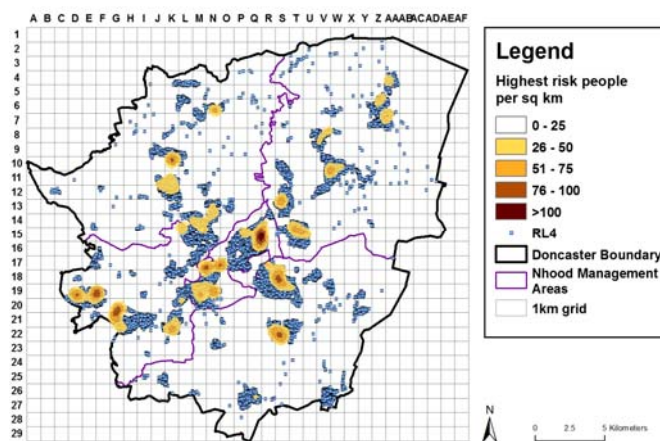 A B C D E F G H I J K L M N O P Q R S T U V W X Y Z AA AB AC AD AE AF
1
2
3
4
5
6
7
8
9
10
11
12
13
14
15
16
17
18
19
20
21
22
23
24
25
26
27
28
29
Legend
Highest risk people
per sq km
0 - 25
26 - 50
51 - 75
76 - 100
>100
RL4
Doncaster Boundary
Nhood Management
Areas
1km grid
N
0 2.5 5 Kilometers